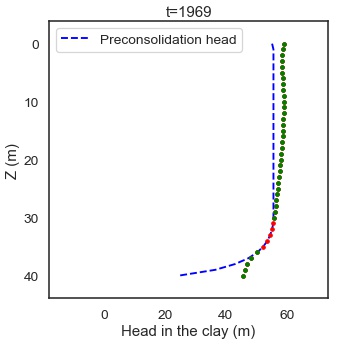 t=1969
Preconsolidation head
0
10
20
30
40
Z (m)
0 20 40 60
Head in the clay (m)